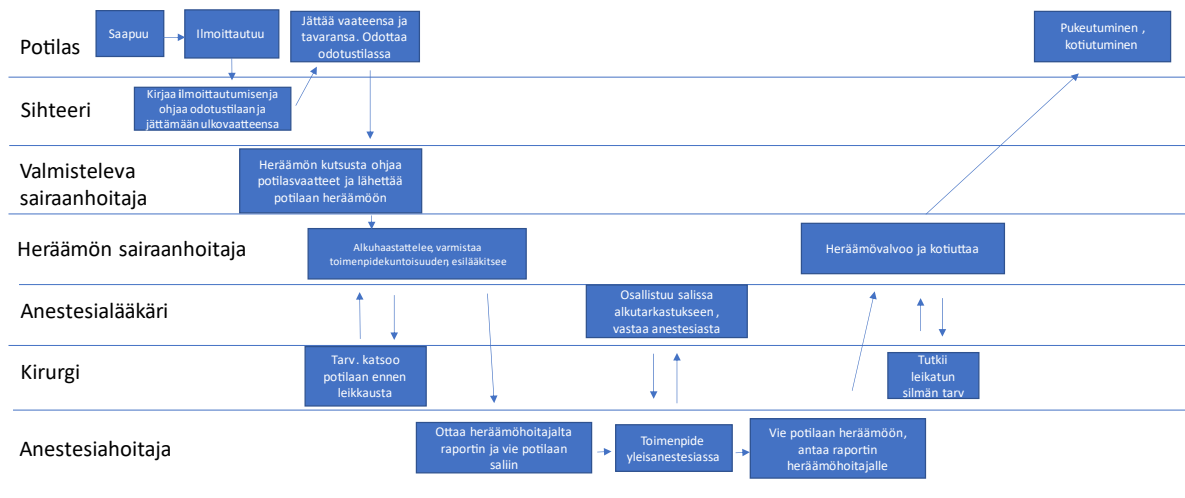 Potilas
Saapuu
Ilmoittautuu
Jättää vaateensa ja
tavaransa. Odottaa
odotustilassa
Pukeutuminen ,
kotiutuminen
Sihteeri
Kirjaa ilmoittautumisenja
ohjaa odotustilaan ja
jättämään ulkovaatteensa
Valmisteleva
sairaanhoitaja
Heräämön kutsusta ohjaa
potilasvaatteet ja lähettää
potilaan heräämöön
Heräämön sairaanhoitaja
Alkuhaastattelee, varmistaa
toimenpidekuntoisuuden, esilääkitsee
Heräämövalvoo ja kotiuttaa
Anestesialääkäri
Osallistuu salissa
alkutarkastukseen ,
vastaa anestesiasta
Kirurgi
Tarv. katsoo
potilaan ennen
leikkausta
Tutkii
leikatun
silmän tarv
Anestesiahoitaja
Ottaa heräämöhoitajalta
raportin ja vie potilaan
saliin
Toimenpide
yleisanestesiassa
Vie potilaan heräämöön,
antaa raportin
heräämöhoitajalle